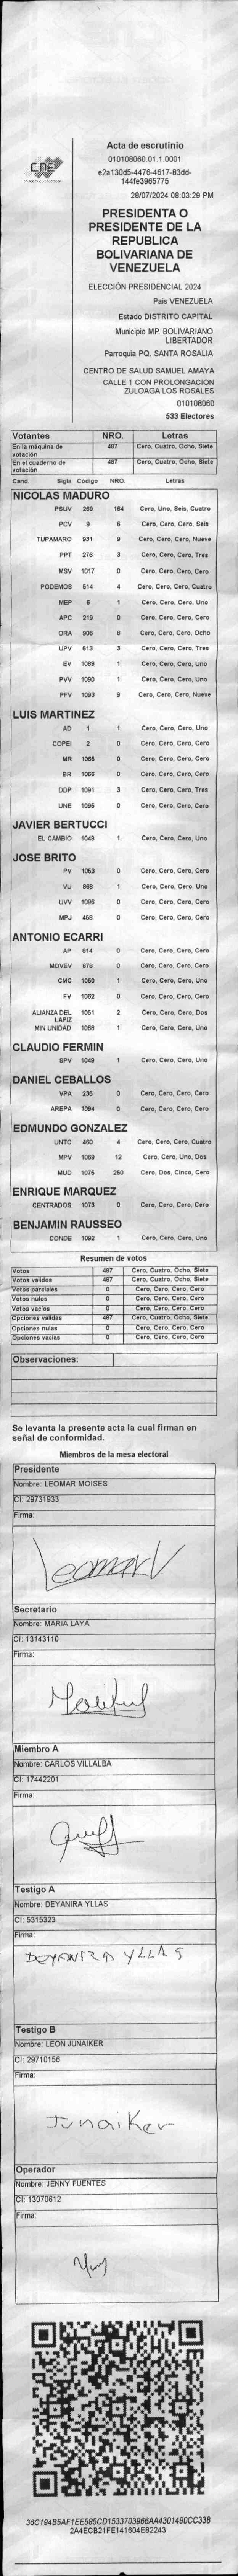 Acta de escrutinio
010108060.01.1.0001
e2a130d5-4476-4617-83dd-
144fe3965775
28/07/2024 08:03:29 PM
CNE
PRESIDENTA O
PRESIDENTE DE LA
REPUBLICA
BOLIVARIANA DE
VENEZUELA
ELECCIÓN PRESIDENCIAL 2024
Pais VENEZUELA
Estado DISTRITO CAPITAL
Municipio MP. BOLIVARIANO
LIBERTADOR
Parroquia PQ. SANTA ROSALIA
CENTRO DE SALUD SAMUEL AMAYA
CALLE 1 CON PROLONGACION
ZULOAGA LOS ROSALES
010108060
533 Electores
Votantes NRO. Letras
En la máquina de votación 487 Cero, Cuatro, Ocho, Siete
En el cuaderno de votación 487 Cero, Cuatro, Ocho, Siete
Cand. Sigla Código NRO. Letras
NICOLAS MADURO
PSUV 269 164 Cero, Uno, Seis, Cuatro
PCV 9 6 Cero, Cero, Cero, Seis
TUPAMARO 931 9 Cero, Cero, Cero, Nueve
PPT 276 3 Cero, Cero, Cero, Tres
MSV 1017 0 Cero, Cero, Cero, Cero
PODEMOS 514 4 Cero, Cero, Cero, Cuatro
MEP 6 1 Cero, Cero, Cero, Uno
APC 219 0 Cero, Cero, Cero, Cero
ORA 906 8 Cero, Cero, Cero, Ocho
UPV 613 3 Cero, Cero, Cero, Tres
EV 1089 1 Cero, Cero, Cero, Uno
PVV 1090 1 Cero, Cero, Cero, Uno
PFV 1093 9 Cero, Cero, Cero, Nueve
LUIS MARTINEZ
AD 1 1 Cero, Cero, Cero, Uno
COPEI 2 0 Cero, Cero, Cero, Cero
MR 1065 0 Cero, Cero, Cero, Cero
BR 1066 0 Cero, Cero, Cero, Cero
DDP 1091 3 Cero, Cero, Cero, Tres
UNE 1095 0 Cero, Cero, Cero, Cero
JAVIER BERTUCCI
EL CAMBIO 1048 1 Cero, Cero, Cero, Uno
JOSE BRITO
PV 1053 0 Cero, Cero, Cero, Cero
VU 868 1 Cero, Cero, Cero, Uno
UVV 1096 0 Cero, Cero, Cero, Cero
MPJ 456 0 Cero, Cero, Cero, Cero
ANTONIO ECARRI
AP 814 0 Cero, Cero, Cero, Cero
MOVEV 879 0 Cero, Cero, Cero, Cero
CMC 1050 1 Cero, Cero, Cero, Uno
FV 1062 0 Cero, Cero, Cero, Cero
ALIANZA DEL LAPIZ 1051 2 Cero, Cero, Cero, Dos
MIN UNIDAD 1068 1 Cero, Cero, Cero, Uno
CLAUDIO FERMIN
SPV 1049 1 Cero, Cero, Cero, Uno
DANIEL CEBALLOS
VPA 236 0 Cero, Cero, Cero, Cero
AREPA 1094 0 Cero, Cero, Cero, Cero
EDMUNDO GONZALEZ
UNTC 460 4 Cero, Cero, Cero, Cuatro
MPV 1069 12 Cero, Cero, Uno, Dos
MUD 1075 250 Cero, Dos, Cinco, Cero
ENRIQUE MARQUEZ
CENTRADOS 1073 0 Cero, Cero, Cero, Cero
BENJAMIN RAUSSEO
CONDE 1092 1 Cero, Cero, Cero, Uno
Resumen de votos
Votos 487 Cero, Cuatro, Ocho, Siete
Votos validos 487 Cero, Cuatro, Ocho, Siete
Votos parciales 0 Cero, Cero, Cero, Cero
Votos nulos 0 Cero, Cero, Cero, Cero
Votos vacios 0 Cero, Cero, Cero, Cero
Opciones validas 487 Cero, Cuatro, Ocho, Siete
Opciones nulas 0 Cero, Cero, Cero, Cero
Opciones vacias 0 Cero, Cero, Cero, Cero
Observaciones:
Se levanta la presente acta la cual firman en
señal de conformidad.
Miembros de la mesa electoral
Presidente
Nombre: LEOMAR MOISES
CI: 29731933
Firma:
Leomar
Secretario
Nombre: MARIA LAYA
CI: 13143110
Firma:
Miembro A
Nombre: CARLOS VILLALBA
CI: 17442201
Firma:
Testigo A
Nombre: DEYANIRA YLLAS
CI: 5315323
Firma:
DEYANIRA YLLAS
Testigo B
Nombre: LEON JUNAIKER
CI: 29710156
Firma:
Junaiker
Operador
Nombre: JENNY FUENTES
CI: 13070612
Firma:
36C194B5AF1EE585CD1533703966AA4301490CC338
2A4ECB21FE141604E82243